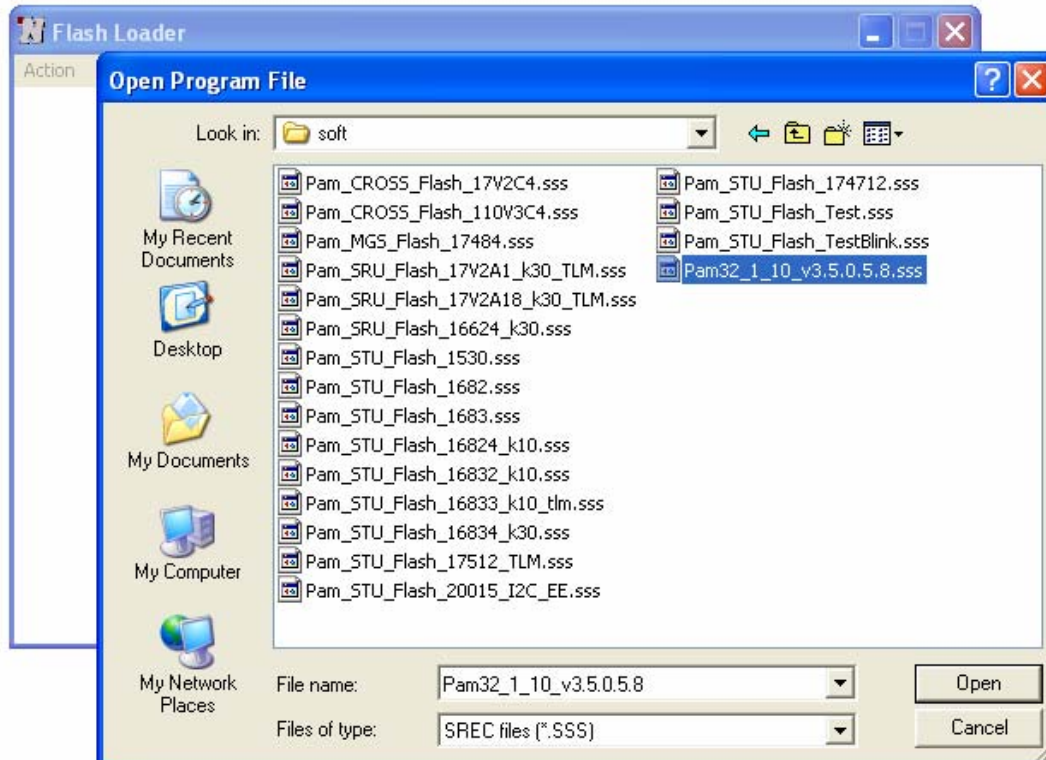 Flash Loader
Action
Open Program File
Look in: soft
My Recent Documents
Desktop
My Documents
My Computer
My Network Places
Pam_CROSS_Flash_17V2C4.sss
Pam_CROSS_Flash_110V3C4.sss
Pam_MGS_Flash_17484.sss
Pam_SRU_Flash_17V2A1_k30_TLM.sss
Pam_SRU_Flash_17V2A18_k30_TLM.sss
Pam_SRU_Flash_16624_k30.sss
Pam_STU_Flash_1530.sss
Pam_STU_Flash_1682.sss
Pam_STU_Flash_1683.sss
Pam_STU_Flash_16824_k10.sss
Pam_STU_Flash_16832_k10.sss
Pam_STU_Flash_16833_k10_tlm.sss
Pam_STU_Flash_16834_k30.sss
Pam_STU_Flash_17512_TLM.sss
Pam_STU_Flash_20015_I2C_EE.sss
Pam_STU_Flash_174712.sss
Pam_STU_Flash_Test.sss
Pam_STU_Flash_TestBlink.sss
Pam32_1_10_v3.5.0.5.8.sss
File name: Pam32_1_10_v3.5.0.5.8
Open
Files of type: SREC files (*.SSS)
Cancel